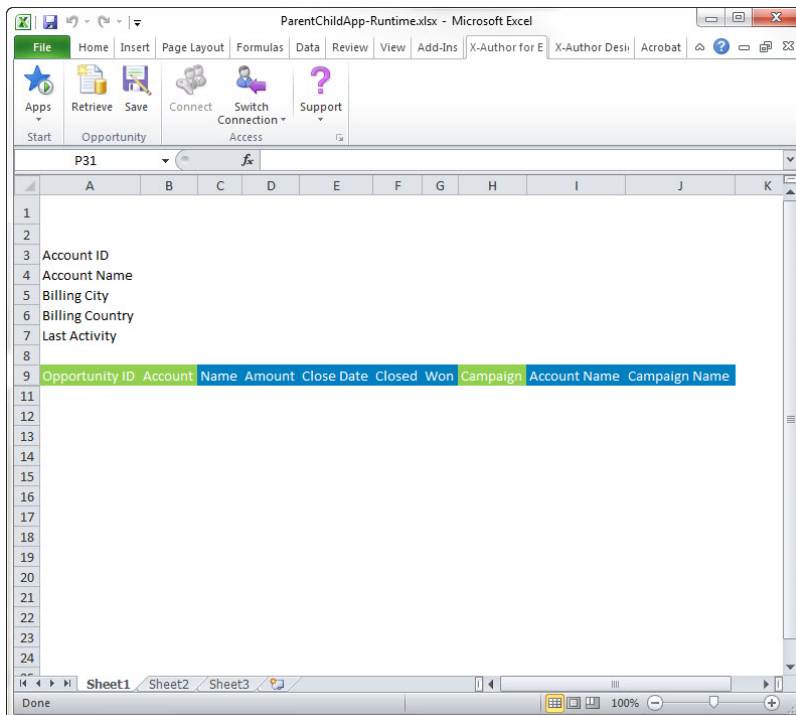 ParentChildApp-Runtime.xlsx - Microsoft Excel
File Home Insert Page Layout Formulas Data Review View Add-Ins X-Author for E X-Author Desi Acrobat
Apps Retrieve Save Connect Switch Connection Support
Start Opportunity Access
P31 fx
A B C D E F G H I J K
1
2
3 Account ID
4 Account Name
5 Billing City
6 Billing Country
7 Last Activity
8
9 Opportunity ID Account Name Amount Close Date Closed Won Campaign Account Name Campaign Name
11
12
13
14
15
16
17
18
19
20
21
22
23
24
Sheet1 Sheet2 Sheet3
Done 100%